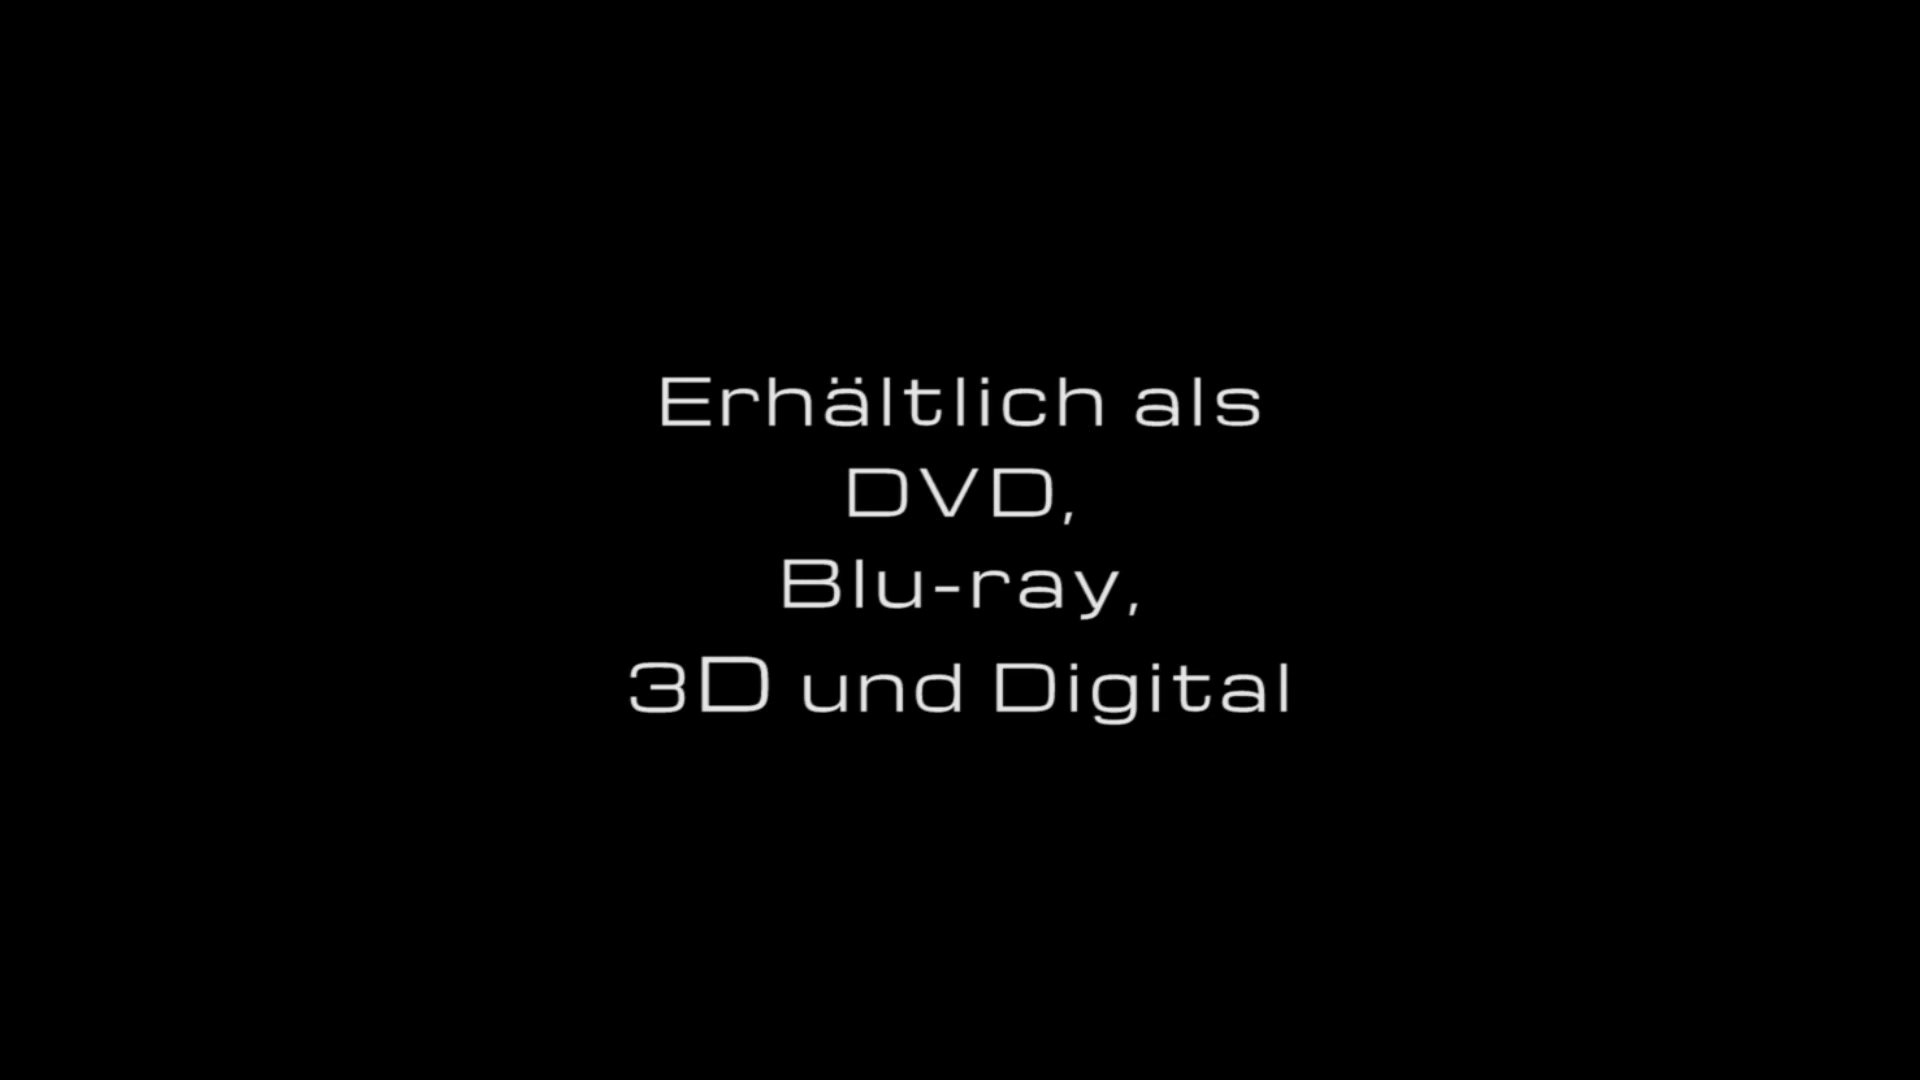 Erhältlich als
DVD,
Blu-ray,
3D und Digital